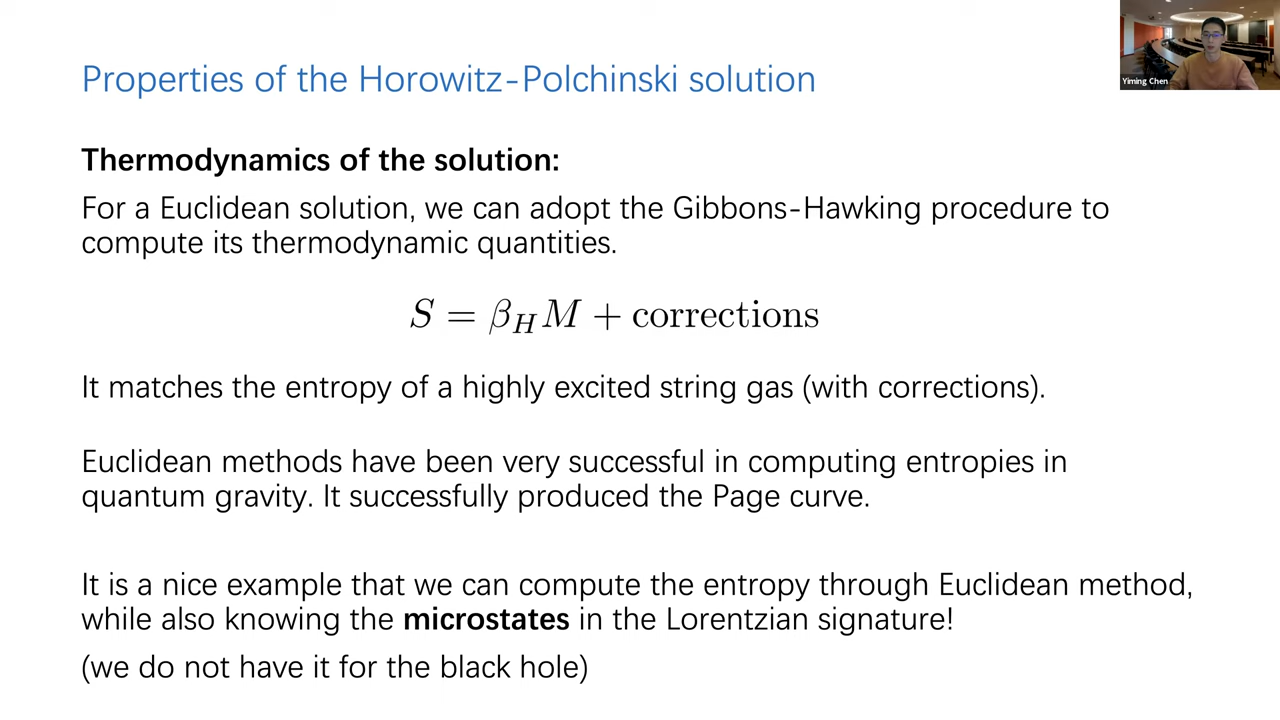 Properties of the Horowitz-Polchinski solution
Yiming Chen
Thermodynamics of the solution:
For a Euclidean solution, we can adopt the Gibbons-Hawking procedure to
compute its thermodynamic quantities.
S = β_H M + corrections
It matches the entropy of a highly excited string gas (with corrections).
Euclidean methods have been very successful in computing entropies in
quantum gravity. It successfully produced the Page curve.
It is a nice example that we can compute the entropy through Euclidean method,
while also knowing the microstates in the Lorentzian signature!
(we do not have it for the black hole)